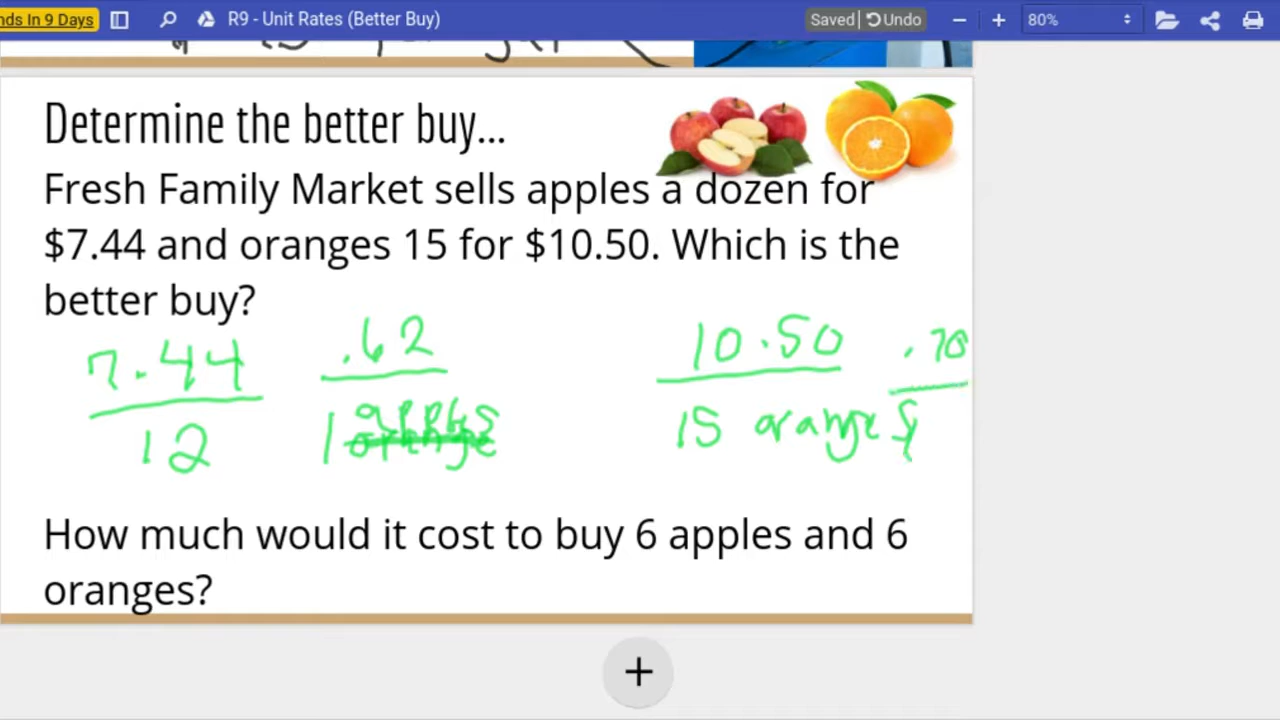 nds In 9 Days R9 - Unit Rates (Better Buy) Saved Undo 80%
Determine the better buy...
Fresh Family Market sells apples a dozen for
$7.44 and oranges 15 for $10.50. Which is the
better buy?
7.44 .62 10.50 .70
12 1 apples 15 oranges
How much would it cost to buy 6 apples and 6
oranges?